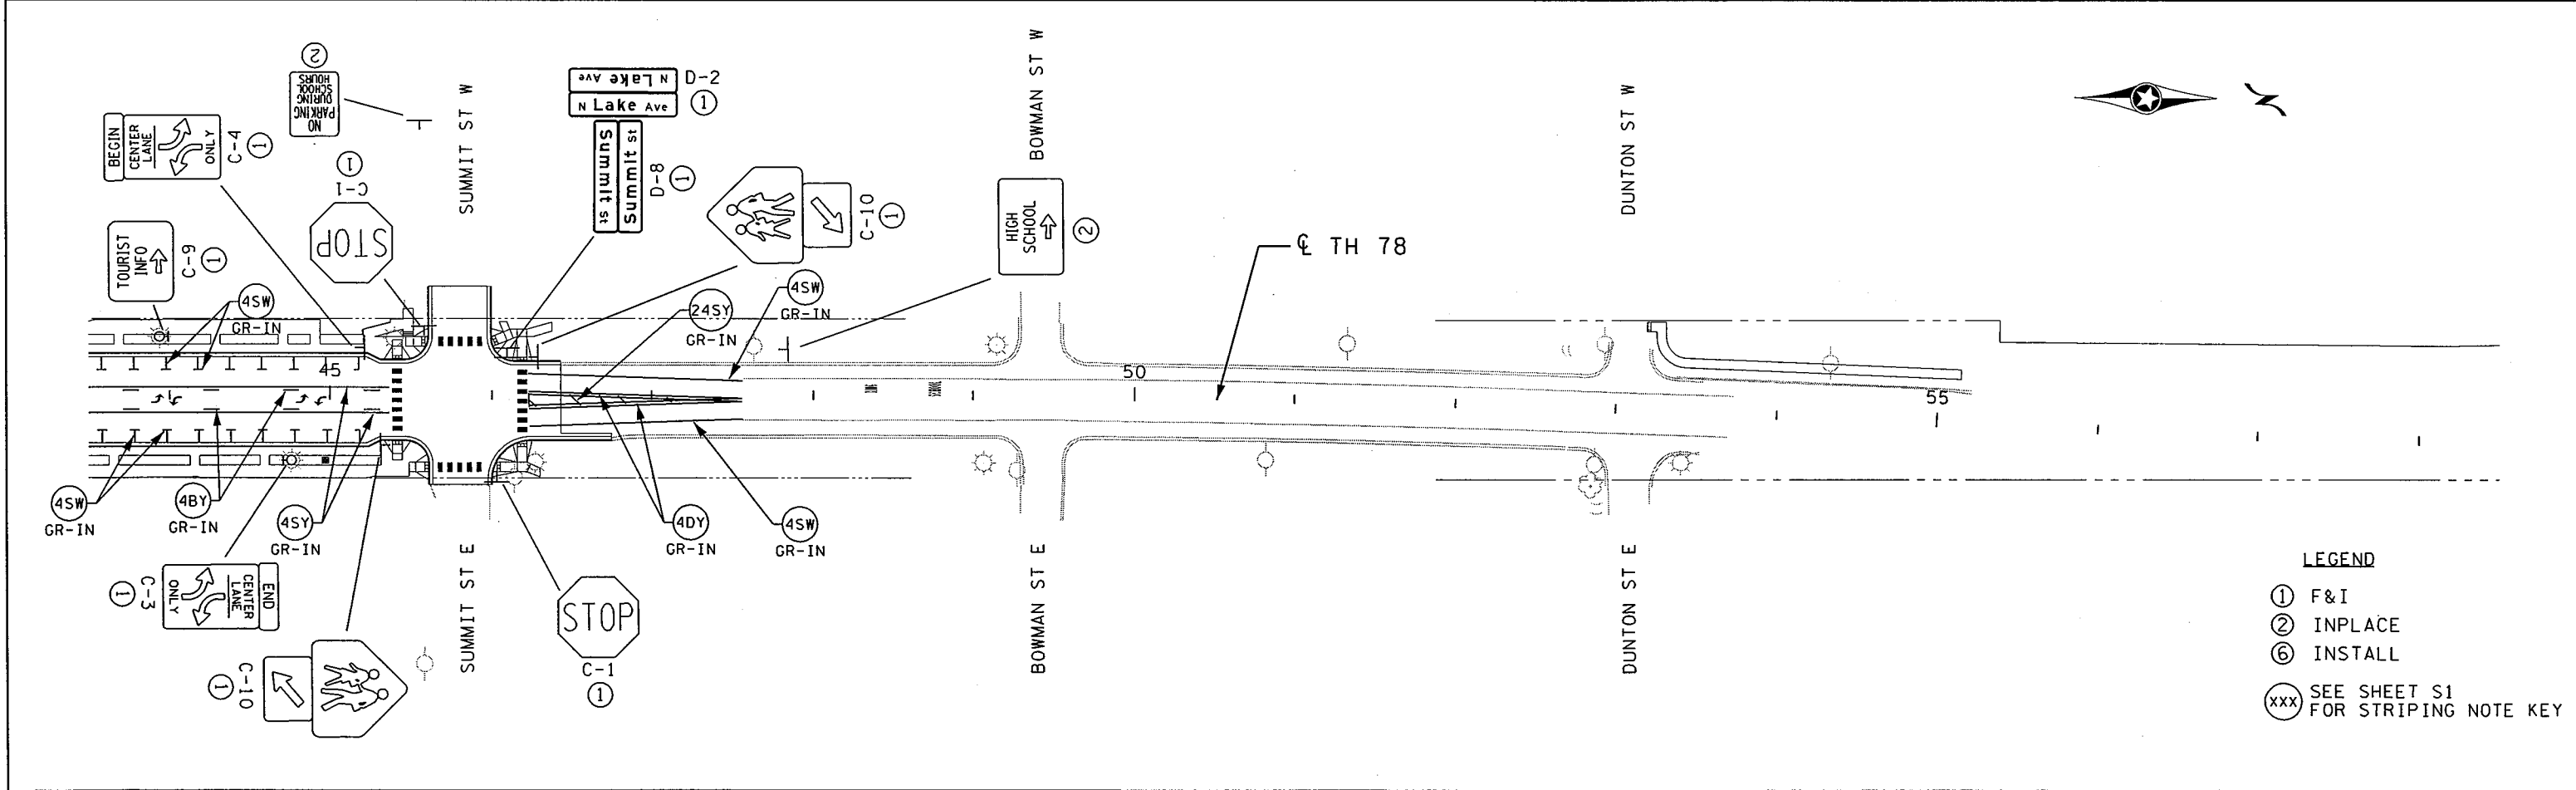 2
NO
PARKING
DURING
SCHOOL
HOURS
BEGIN
CENTER
LANE
ONLY
C-4
1
1
C-1
STOP
TOURIST
INFO
C-9
1
SUMMIT ST W
N Lake Ave
N Lake Ave
D-2
1
Summit St
Summit St
D-8
1
C-10
1
BOWMAN ST W
HIGH
SCHOOL
2
℄ TH 78
DUNTON ST W
N
4SW
GR-IN
24SY
GR-IN
4SW
GR-IN
45
50
55
4SW
GR-IN
4BY
GR-IN
4SY
GR-IN
4DY
GR-IN
4SW
GR-IN
END
CENTER
LANE
ONLY
C-3
1
C-10
1
SUMMIT ST E
STOP
C-1
1
BOWMAN ST E
DUNTON ST E
LEGEND
1 F&I
2 INPLACE
6 INSTALL
XXX SEE SHEET S1
FOR STRIPING NOTE KEY